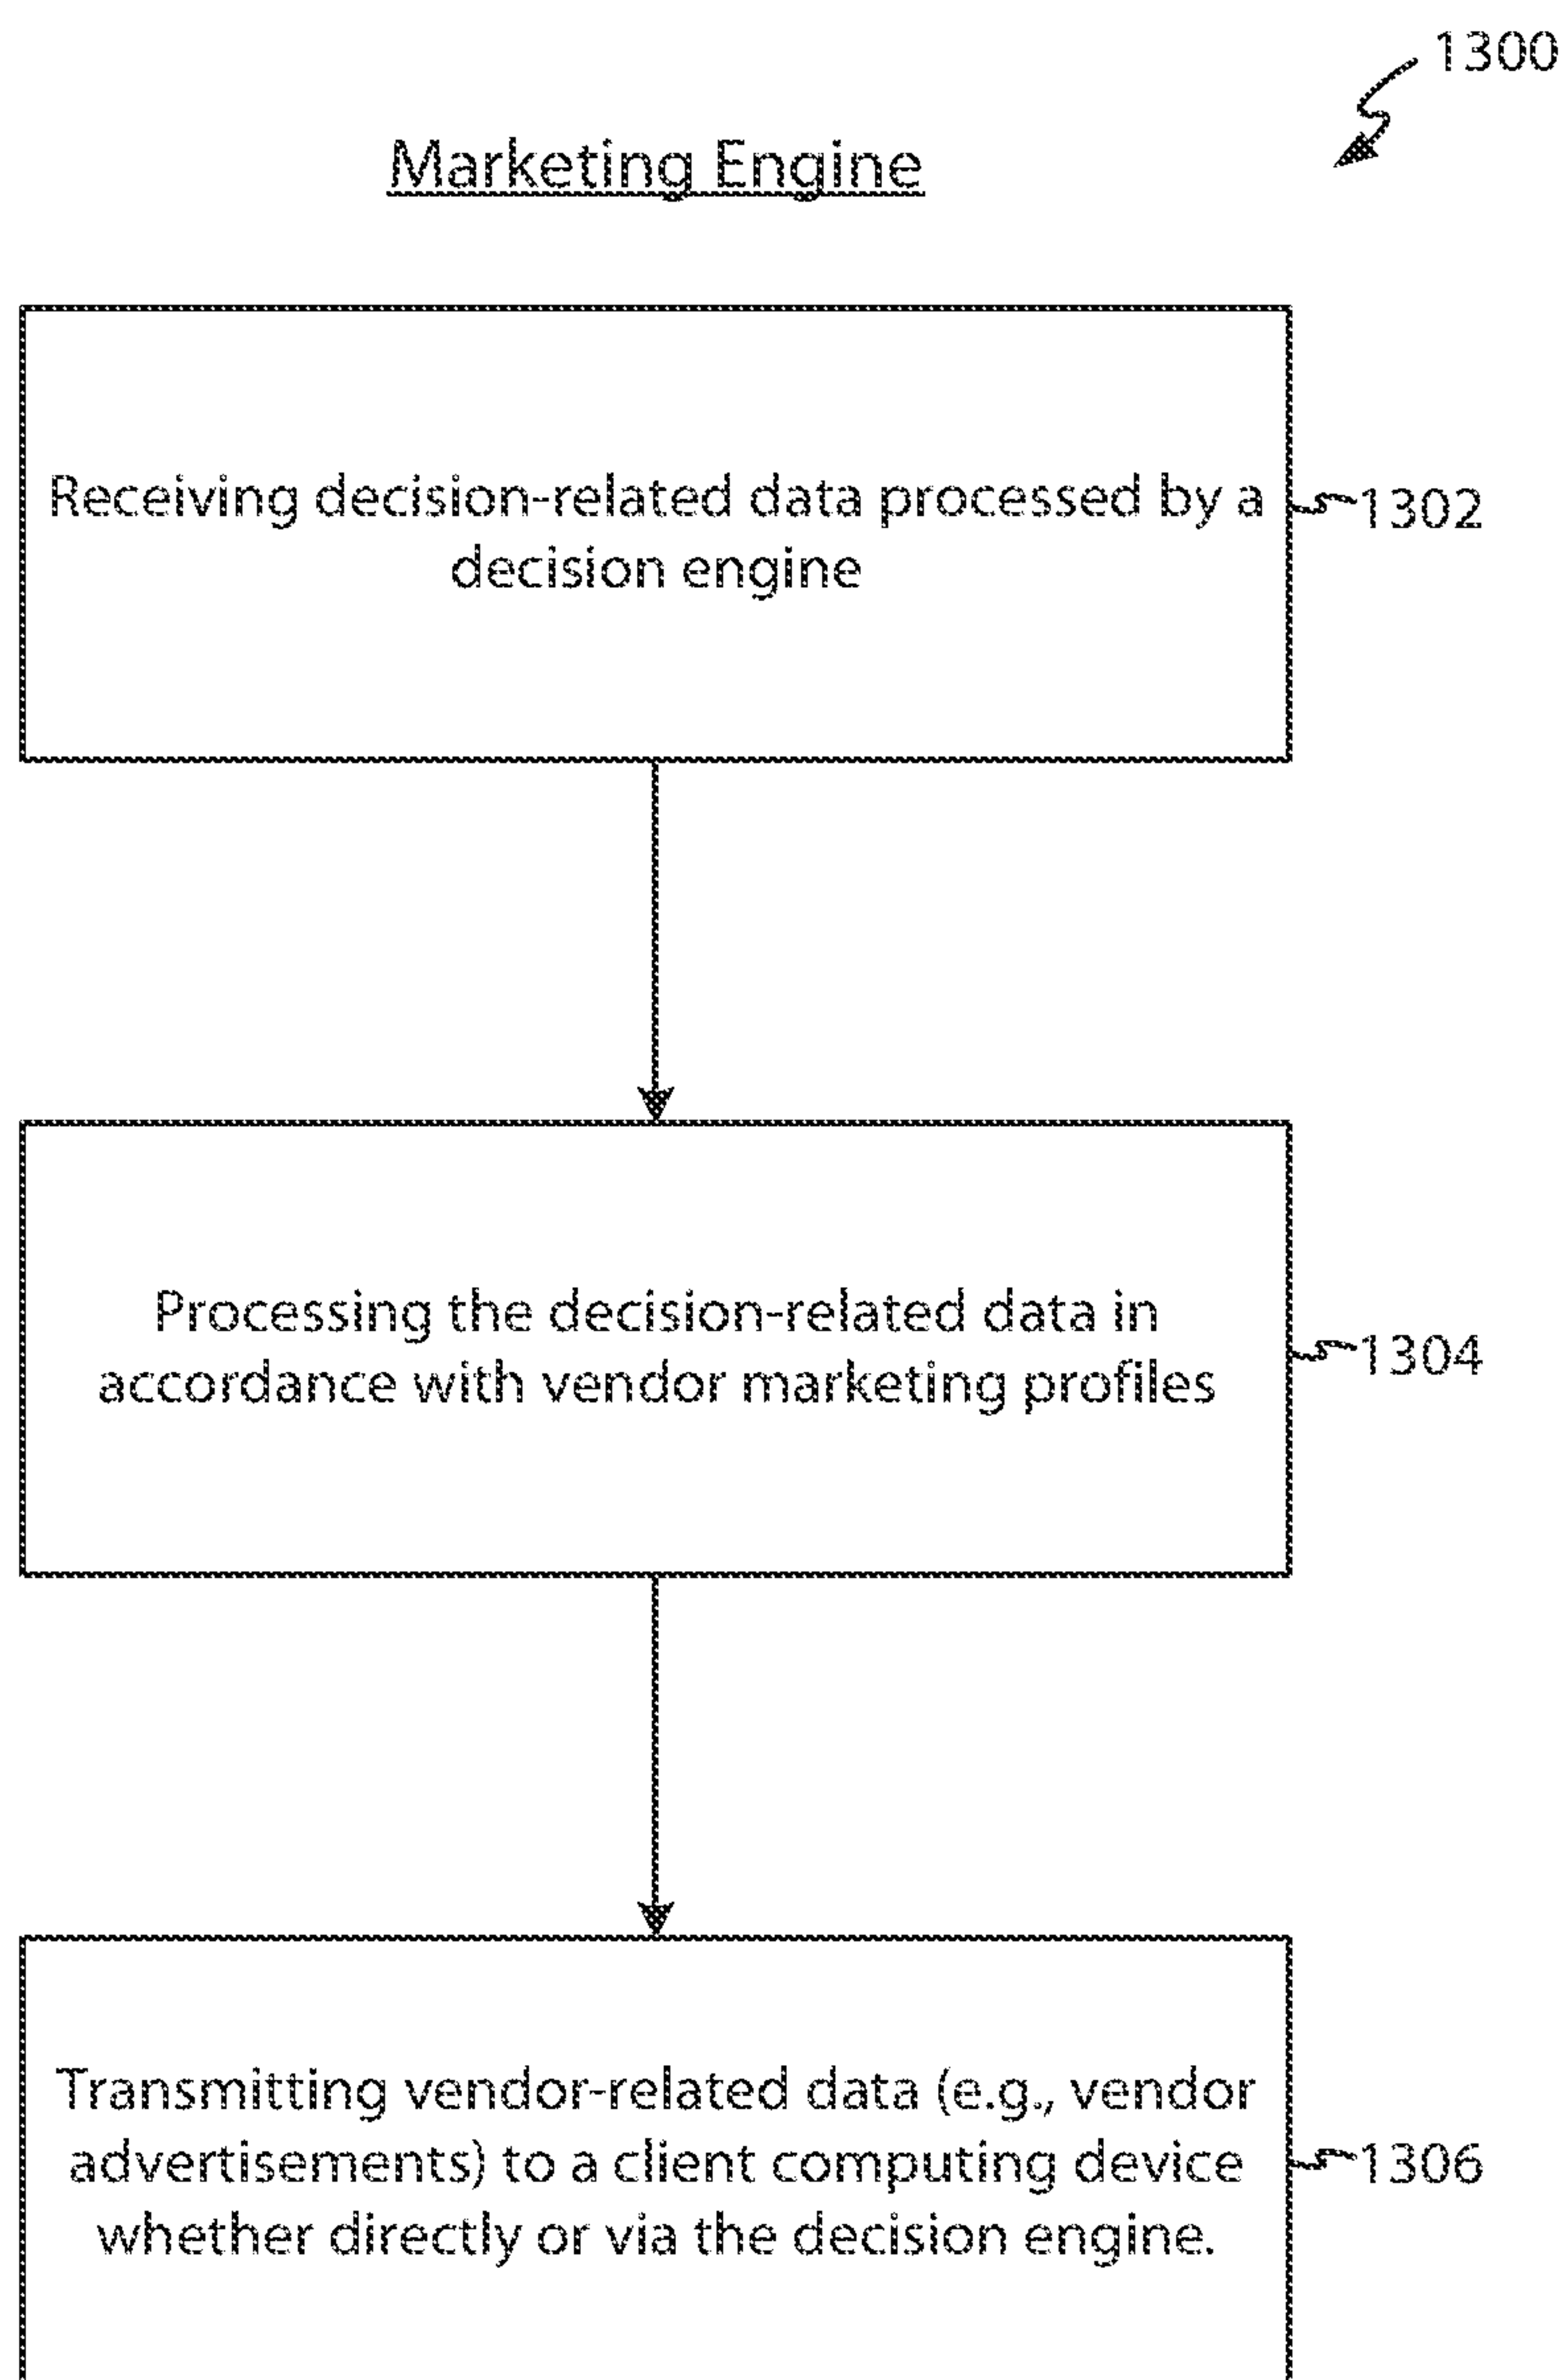 1300
Marketing Engine
Receiving decision-related data processed by a
decision engine
1302
Processing the decision-related data in
accordance with vendor marketing profiles
1304
Transmitting vendor-related data (e.g., vendor
advertisements) to a client computing device
whether directly or via the decision engine.
1306